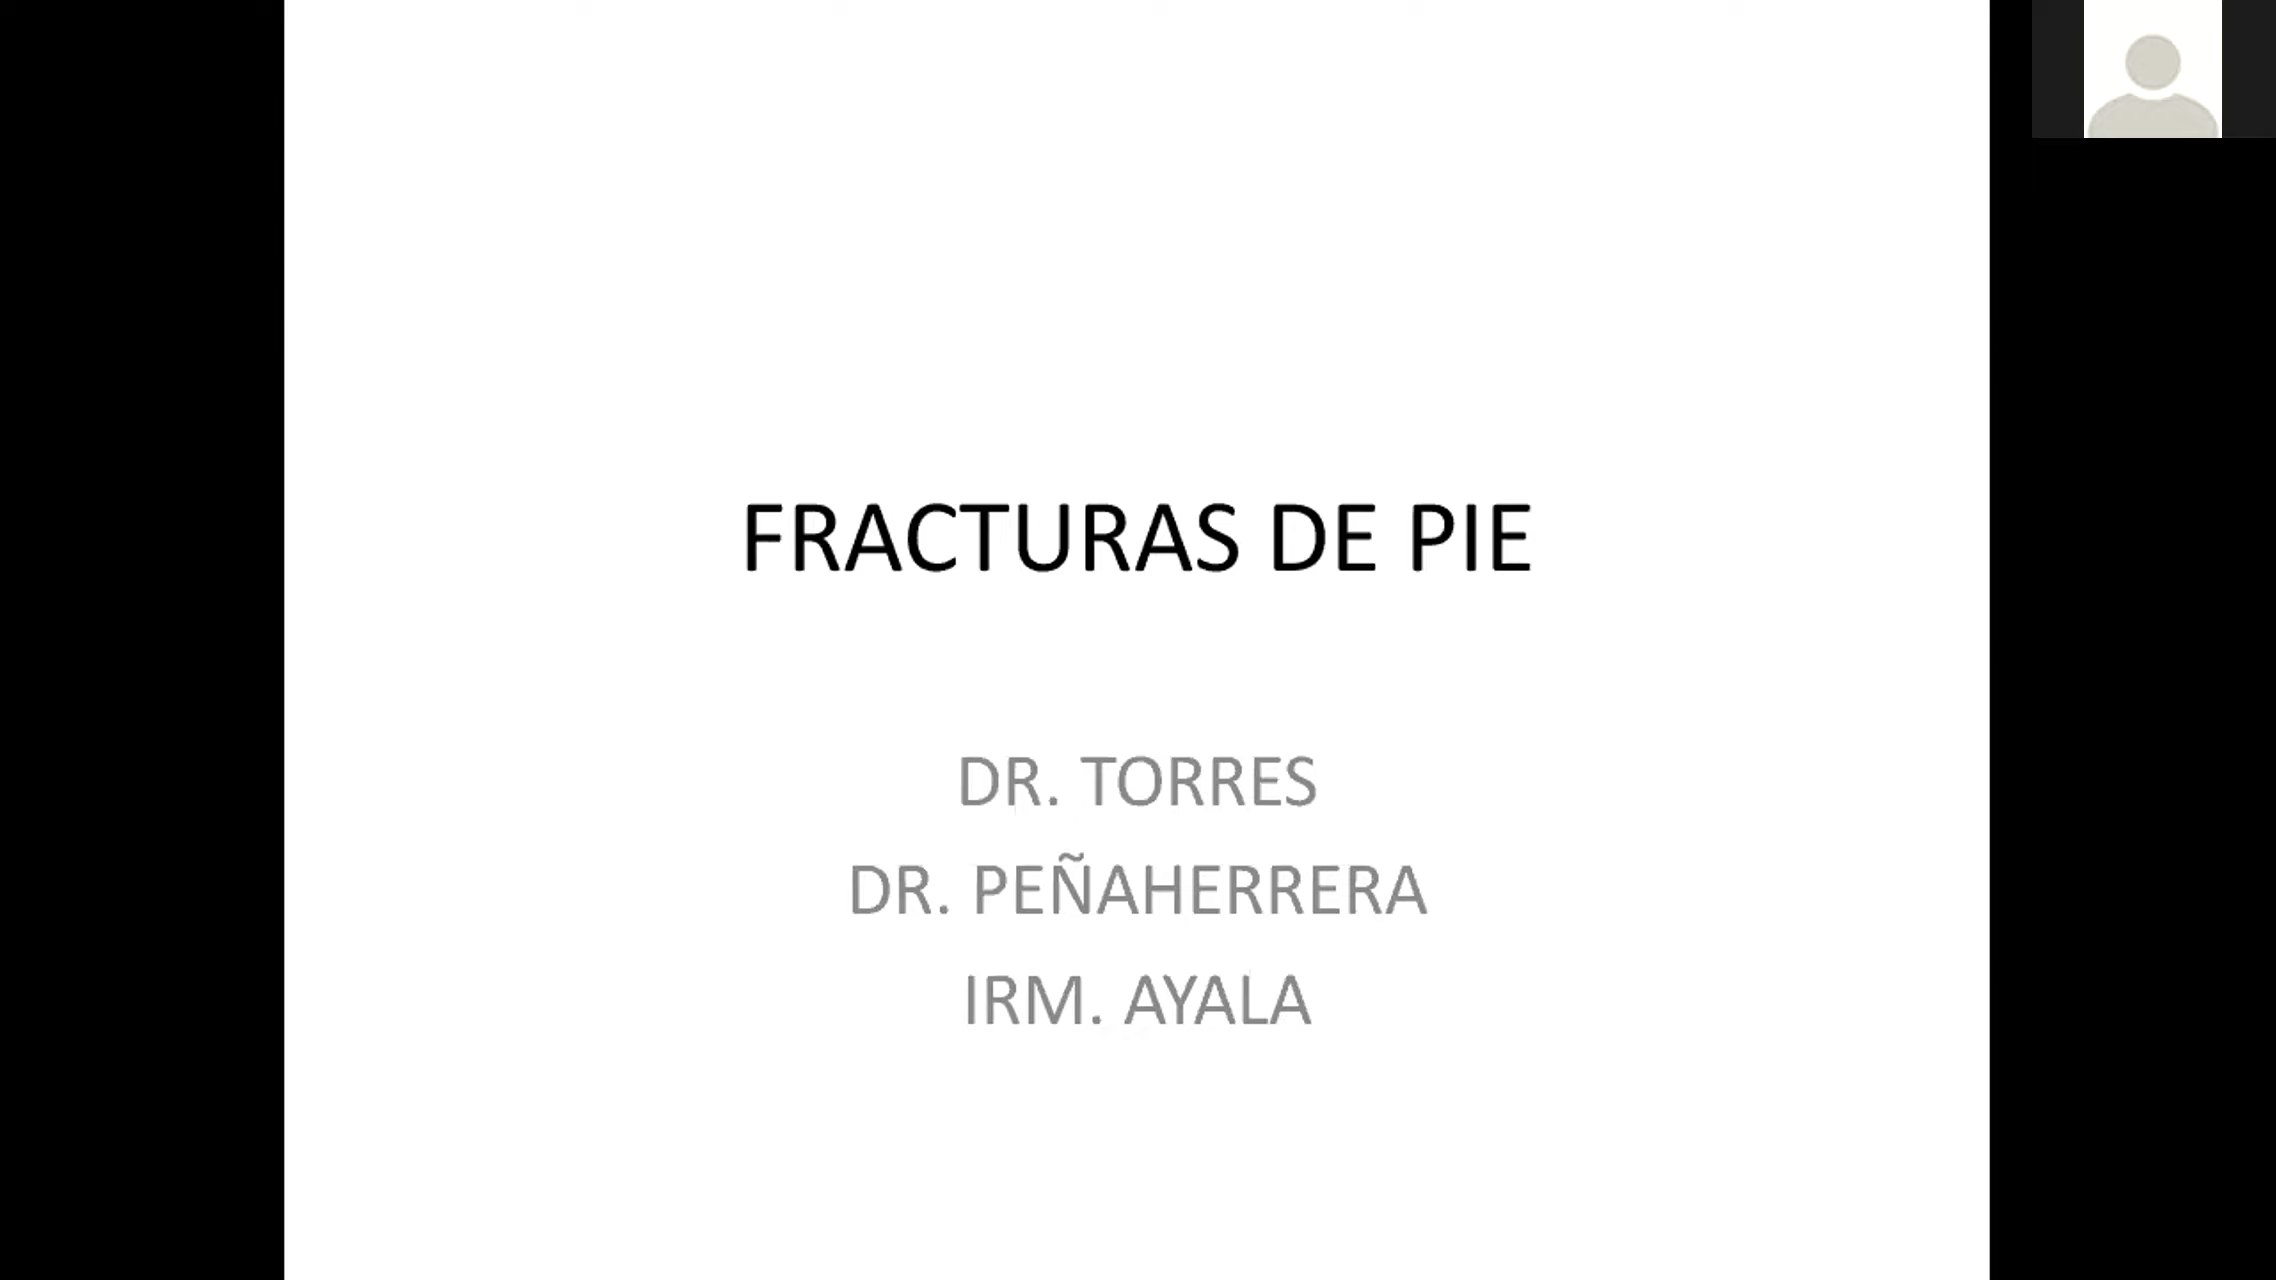 FRACTURAS DE PIE
DR. TORRES
DR. PEÑAHERRERA
IRM. AYALA